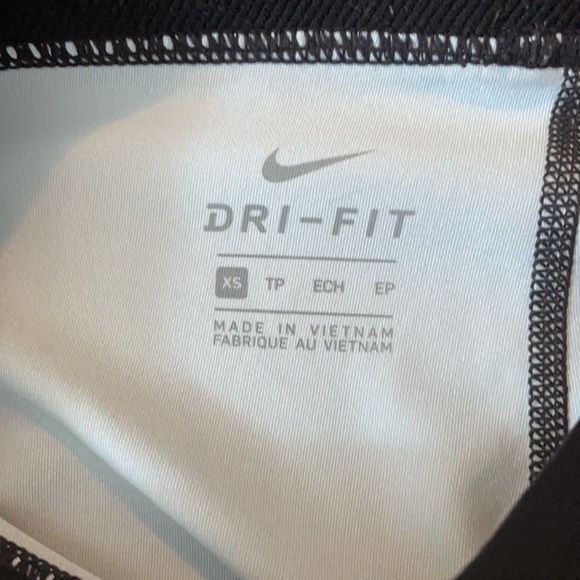 DRI-FIT
XS TP ECH EP
MADE IN VIETNAM
FABRIQUE AU VIETNAM